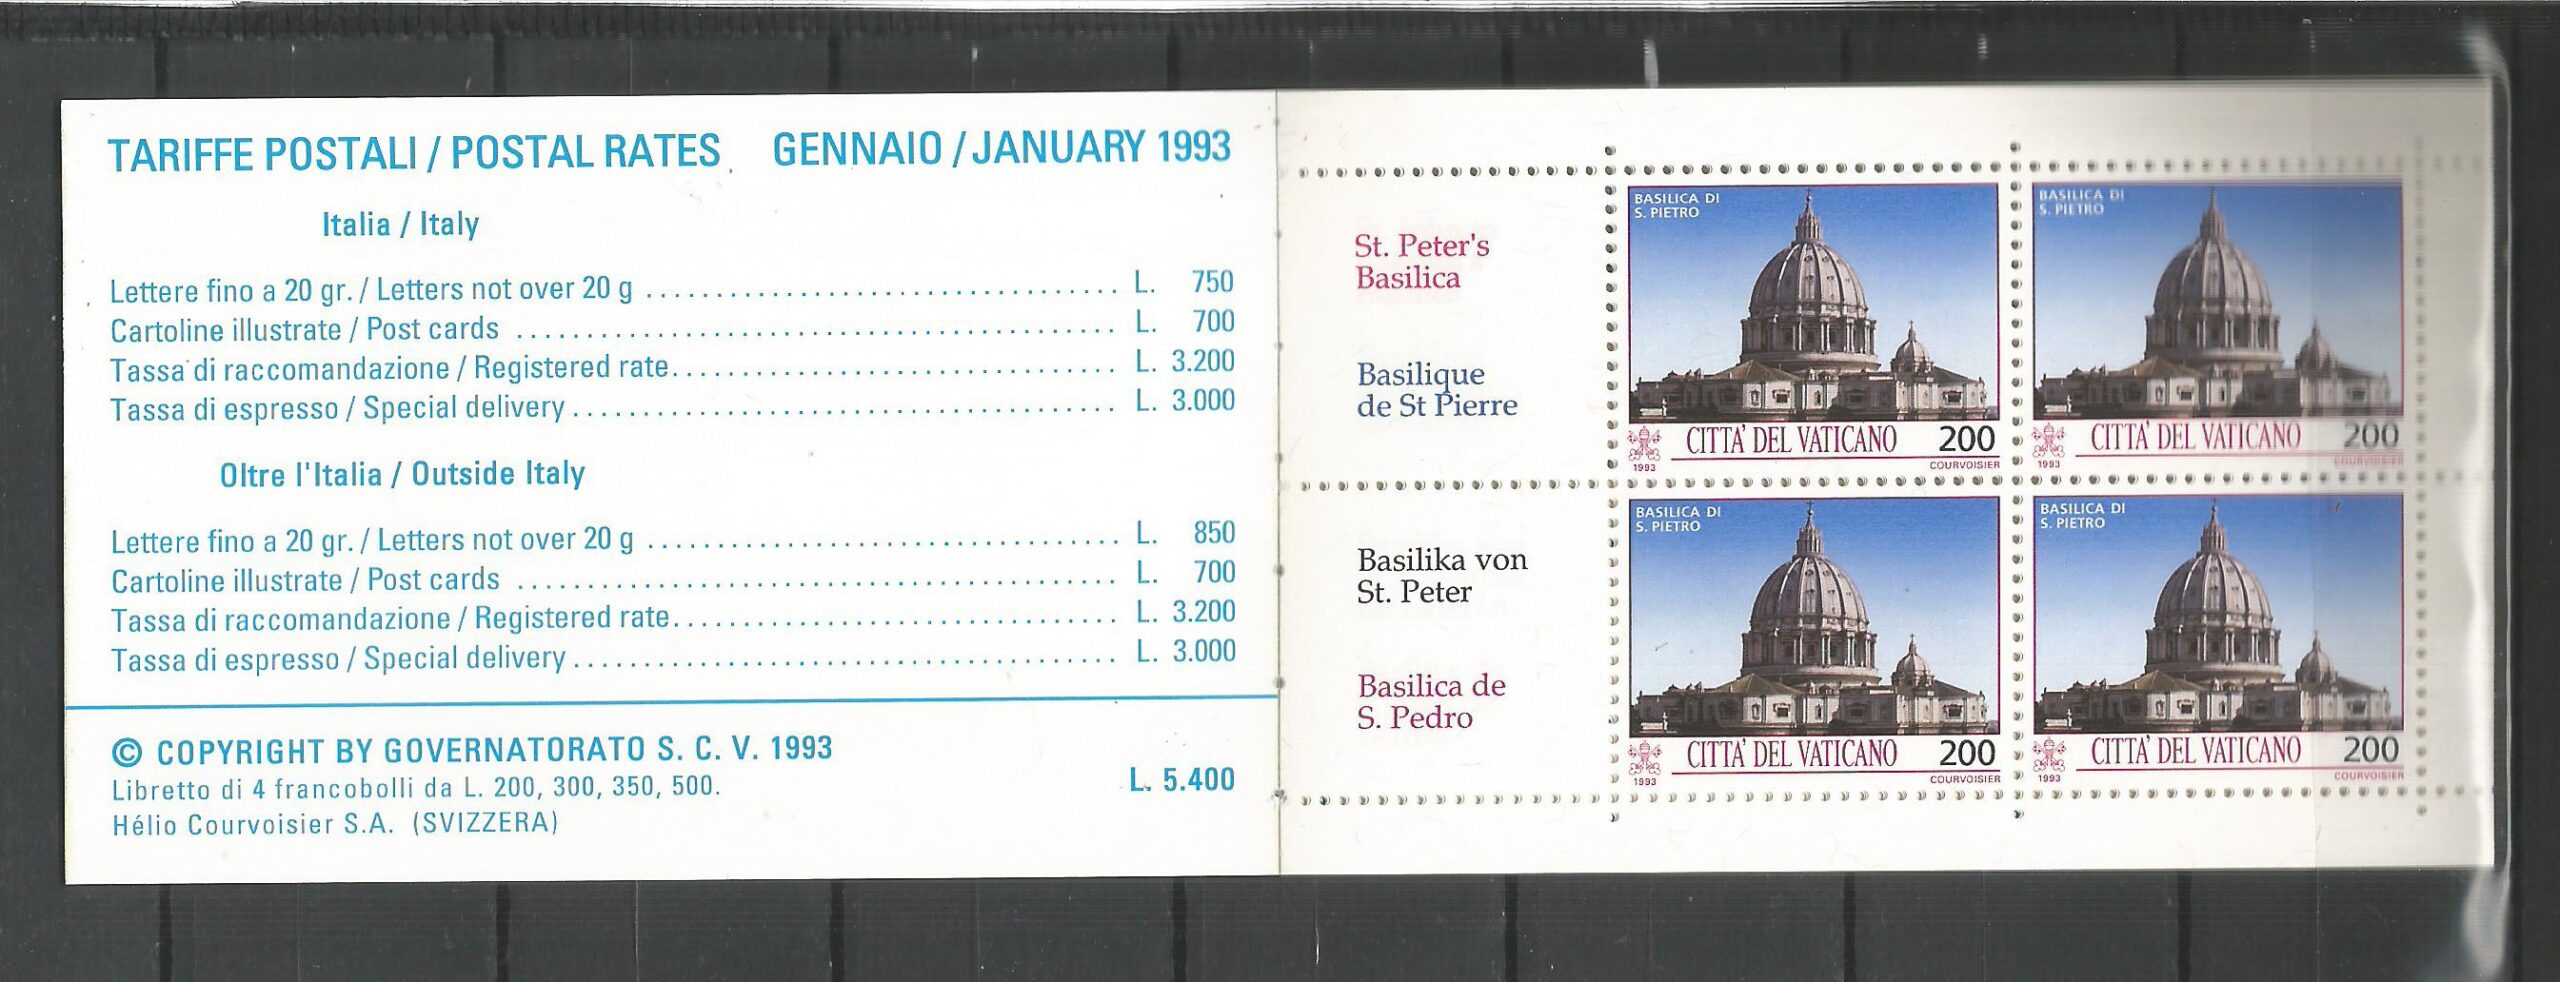 TARIFFE POSTALI / POSTAL RATES GENNAIO / JANUARY 1993
Italia / Italy
Lettere fino a 20 gr. / Letters not over 20 g .................................. L. 750
Cartoline illustrate / Post cards ........................................... L. 700
Tassa di raccomandazione / Registered rate................................ L. 3.200
Tassa di espresso / Special delivery....................................... L. 3.000
Oltre l'Italia / Outside Italy
Lettere fino a 20 gr. / Letters not over 20 g .................................. L. 850
Cartoline illustrate / Post cards ........................................... L. 700
Tassa di raccomandazione / Registered rate................................ L. 3.200
Tassa di espresso / Special delivery....................................... L. 3.000
© COPYRIGHT BY GOVERNATORATO S. C. V. 1993
Libretto di 4 francobolli da L. 200, 300, 350, 500.
L. 5.400
Hélio Courvoisier S.A. (SVIZZERA)
St. Peter's
Basilica
Basilique
de St Pierre
Basilika von
St. Peter
Basilica de
S. Pedro
BASILICA DI
S. PIETRO
CITTA' DEL VATICANO 200
1993 COURVOISIER
BASILICA DI
S. PIETRO
CITTA' DEL VATICANO 200
1993 COURVOISIER
BASILICA DI
S. PIETRO
CITTA' DEL VATICANO 200
1993 COURVOISIER
BASILICA DI
S. PIETRO
CITTA' DEL VATICANO 200
1993 COURVOISIER